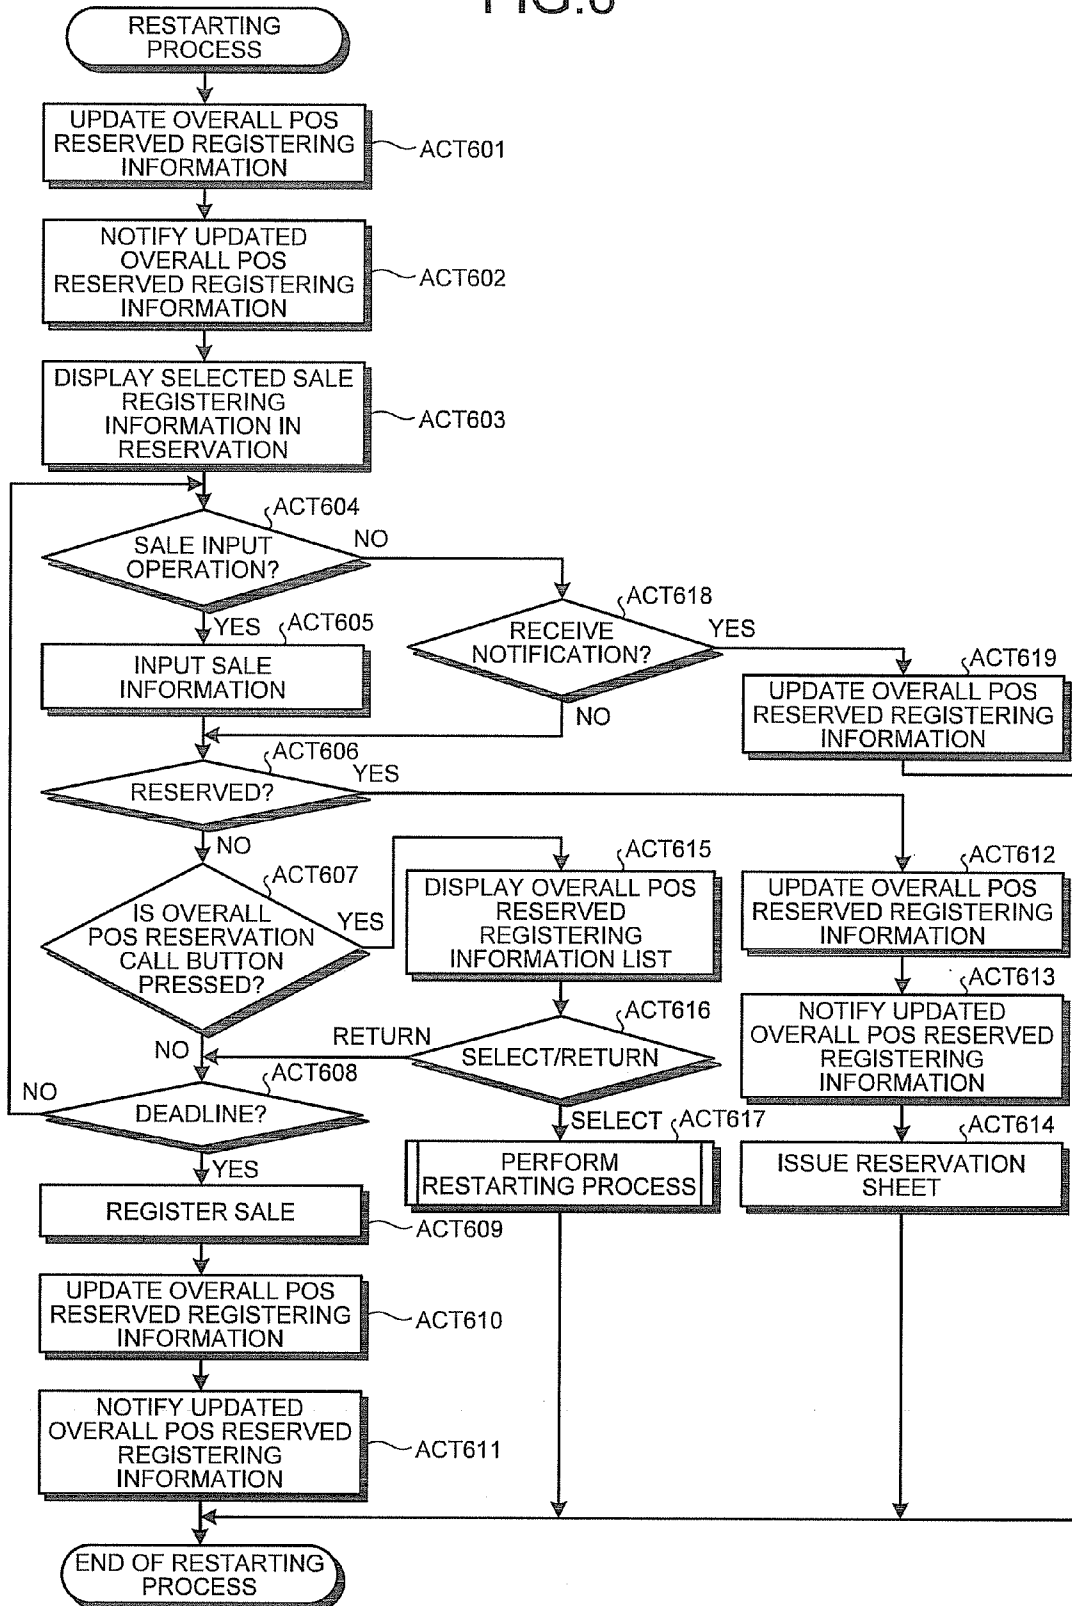 RESTARTING
PROCESS
UPDATE OVERALL POS
RESERVED REGISTERING
INFORMATION
ACT601
NOTIFY UPDATED
OVERALL POS
RESERVED REGISTERING
INFORMATION
ACT602
DISPLAY SELECTED SALE
REGISTERING
INFORMATION IN
RESERVATION
ACT603
ACT604
SALE INPUT
OPERATION?
NO
YES
ACT605
INPUT SALE
INFORMATION
ACT618
RECEIVE
NOTIFICATION?
YES
NO
ACT619
UPDATE OVERALL POS
RESERVED REGISTERING
INFORMATION
ACT606
RESERVED?
YES
NO
ACT607
IS OVERALL
POS RESERVATION
CALL BUTTON
PRESSED?
YES
NO
ACT615
DISPLAY OVERALL POS
RESERVED
REGISTERING
INFORMATION LIST
ACT616
SELECT/RETURN
RETURN
SELECT
ACT617
PERFORM
RESTARTING PROCESS
ACT612
UPDATE OVERALL POS
RESERVED REGISTERING
INFORMATION
ACT613
NOTIFY UPDATED
OVERALL POS RESERVED
REGISTERING
INFORMATION
ACT614
ISSUE RESERVATION
SHEET
ACT608
DEADLINE?
NO
YES
REGISTER SALE
ACT609
UPDATE OVERALL POS
RESERVED REGISTERING
INFORMATION
ACT610
NOTIFY UPDATED
OVERALL POS RESERVED
REGISTERING
INFORMATION
ACT611
END OF RESTARTING
PROCESS